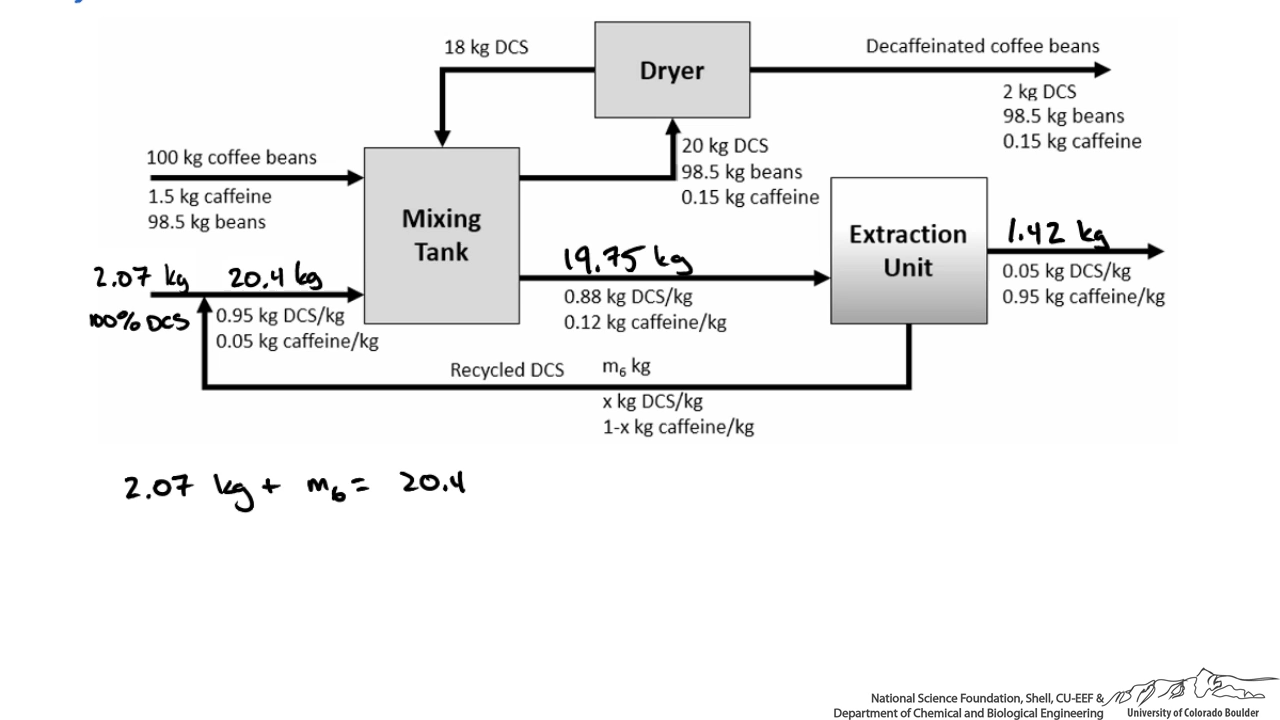 18 kg DCS
Dryer
Decaffeinated coffee beans
2 kg DCS
98.5 kg beans
0.15 kg caffeine
100 kg coffee beans
1.5 kg caffeine
98.5 kg beans
Mixing
Tank
20 kg DCS
98.5 kg beans
0.15 kg caffeine
2.07 kg
100% DCS
20.4 kg
0.95 kg DCS/kg
0.05 kg caffeine/kg
19.75 kg
0.88 kg DCS/kg
0.12 kg caffeine/kg
Extraction
Unit
1.42 kg
0.05 kg DCS/kg
0.95 kg caffeine/kg
Recycled DCS
m₆ kg
x kg DCS/kg
1-x kg caffeine/kg
2.07 kg + m₆ = 20.4
National Science Foundation, Shell, CU-EEF &
Department of Chemical and Biological Engineering
University of Colorado Boulder